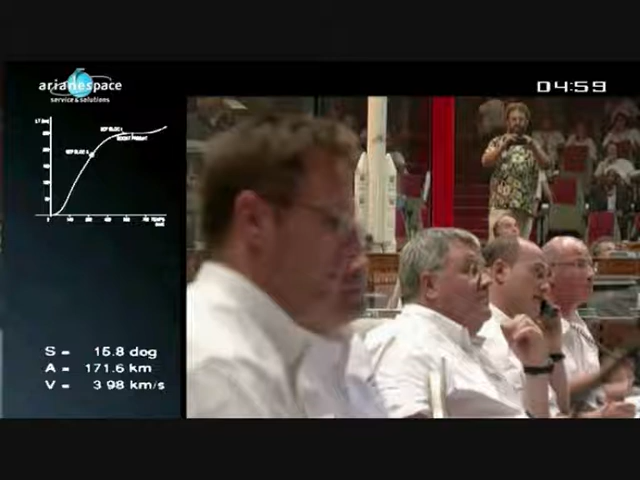 arianespace
service & solutions
04:59
S = 15.8 dog
A = 171.6 km
V = 3.98 km/s